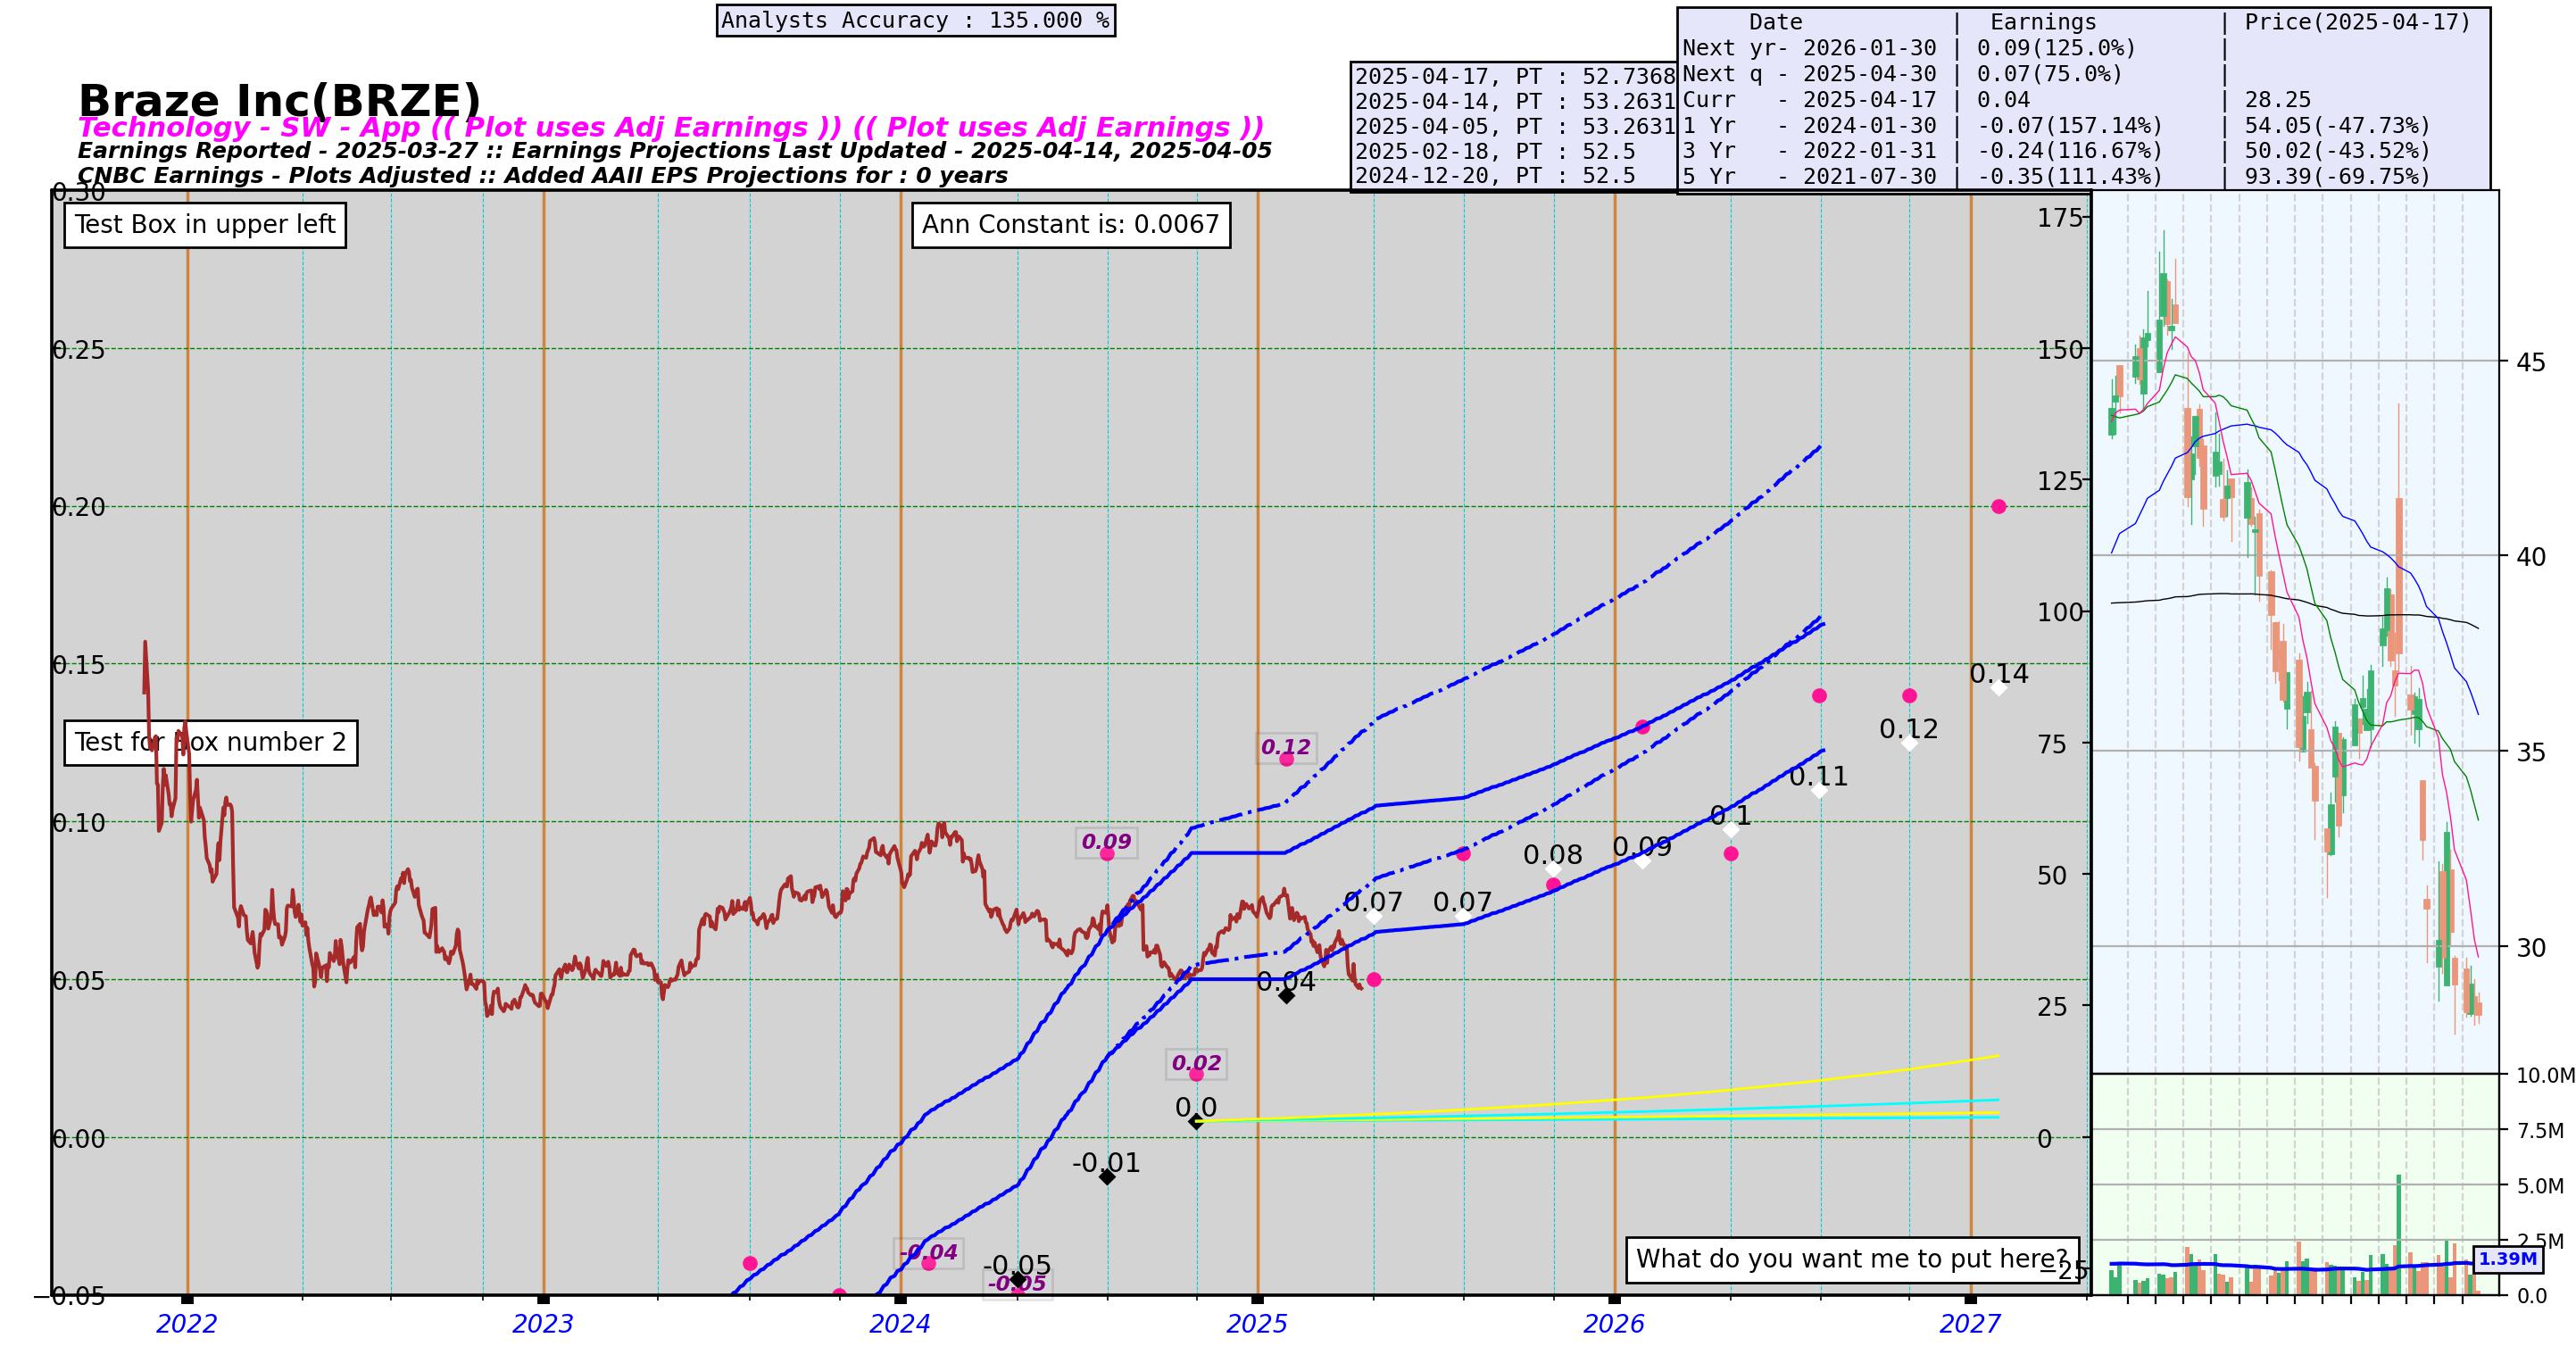 Analysts Accuracy : 135.000 %
Date | Earnings | Price(2025-04-17)
Next yr- 2026-01-30 | 0.09(125.0%) |
Next q - 2025-04-30 | 0.07(75.0%) |
Curr - 2025-04-17 | 0.04 | 28.25
1 Yr - 2024-01-30 | -0.07(157.14%) | 54.05(-47.73%)
3 Yr - 2022-01-31 | -0.24(116.67%) | 50.02(-43.52%)
5 Yr - 2021-07-30 | -0.35(111.43%) | 93.39(-69.75%)
2025-04-17, PT : 52.7368
2025-04-14, PT : 53.2631
2025-04-05, PT : 53.2631
2025-02-18, PT : 52.5
2024-12-20, PT : 52.5
Braze Inc(BRZE)
Technology - SW - App (( Plot uses Adj Earnings )) (( Plot uses Adj Earnings ))
Earnings Reported - 2025-03-27 :: Earnings Projections Last Updated - 2025-04-14, 2025-04-05
CNBC Earnings - Plots Adjusted :: Added AAII EPS Projections for : 0 years
Test Box in upper left
Ann Constant is: 0.0067
Test for Box number 2
What do you want me to put here?
0.30
0.25
0.20
0.15
0.10
0.05
0.00
−0.05
0.12
0.09
0.02
-0.04
-0.05
-0.05
-0.01
0.0
0.04
0.07
0.07
0.08
0.09
0.1
0.11
0.12
0.14
175
150
125
100
75
50
25
0
−25
45
40
35
30
10.0M
7.5M
5.0M
2.5M
1.39M
0.0
2022
2023
2024
2025
2026
2027